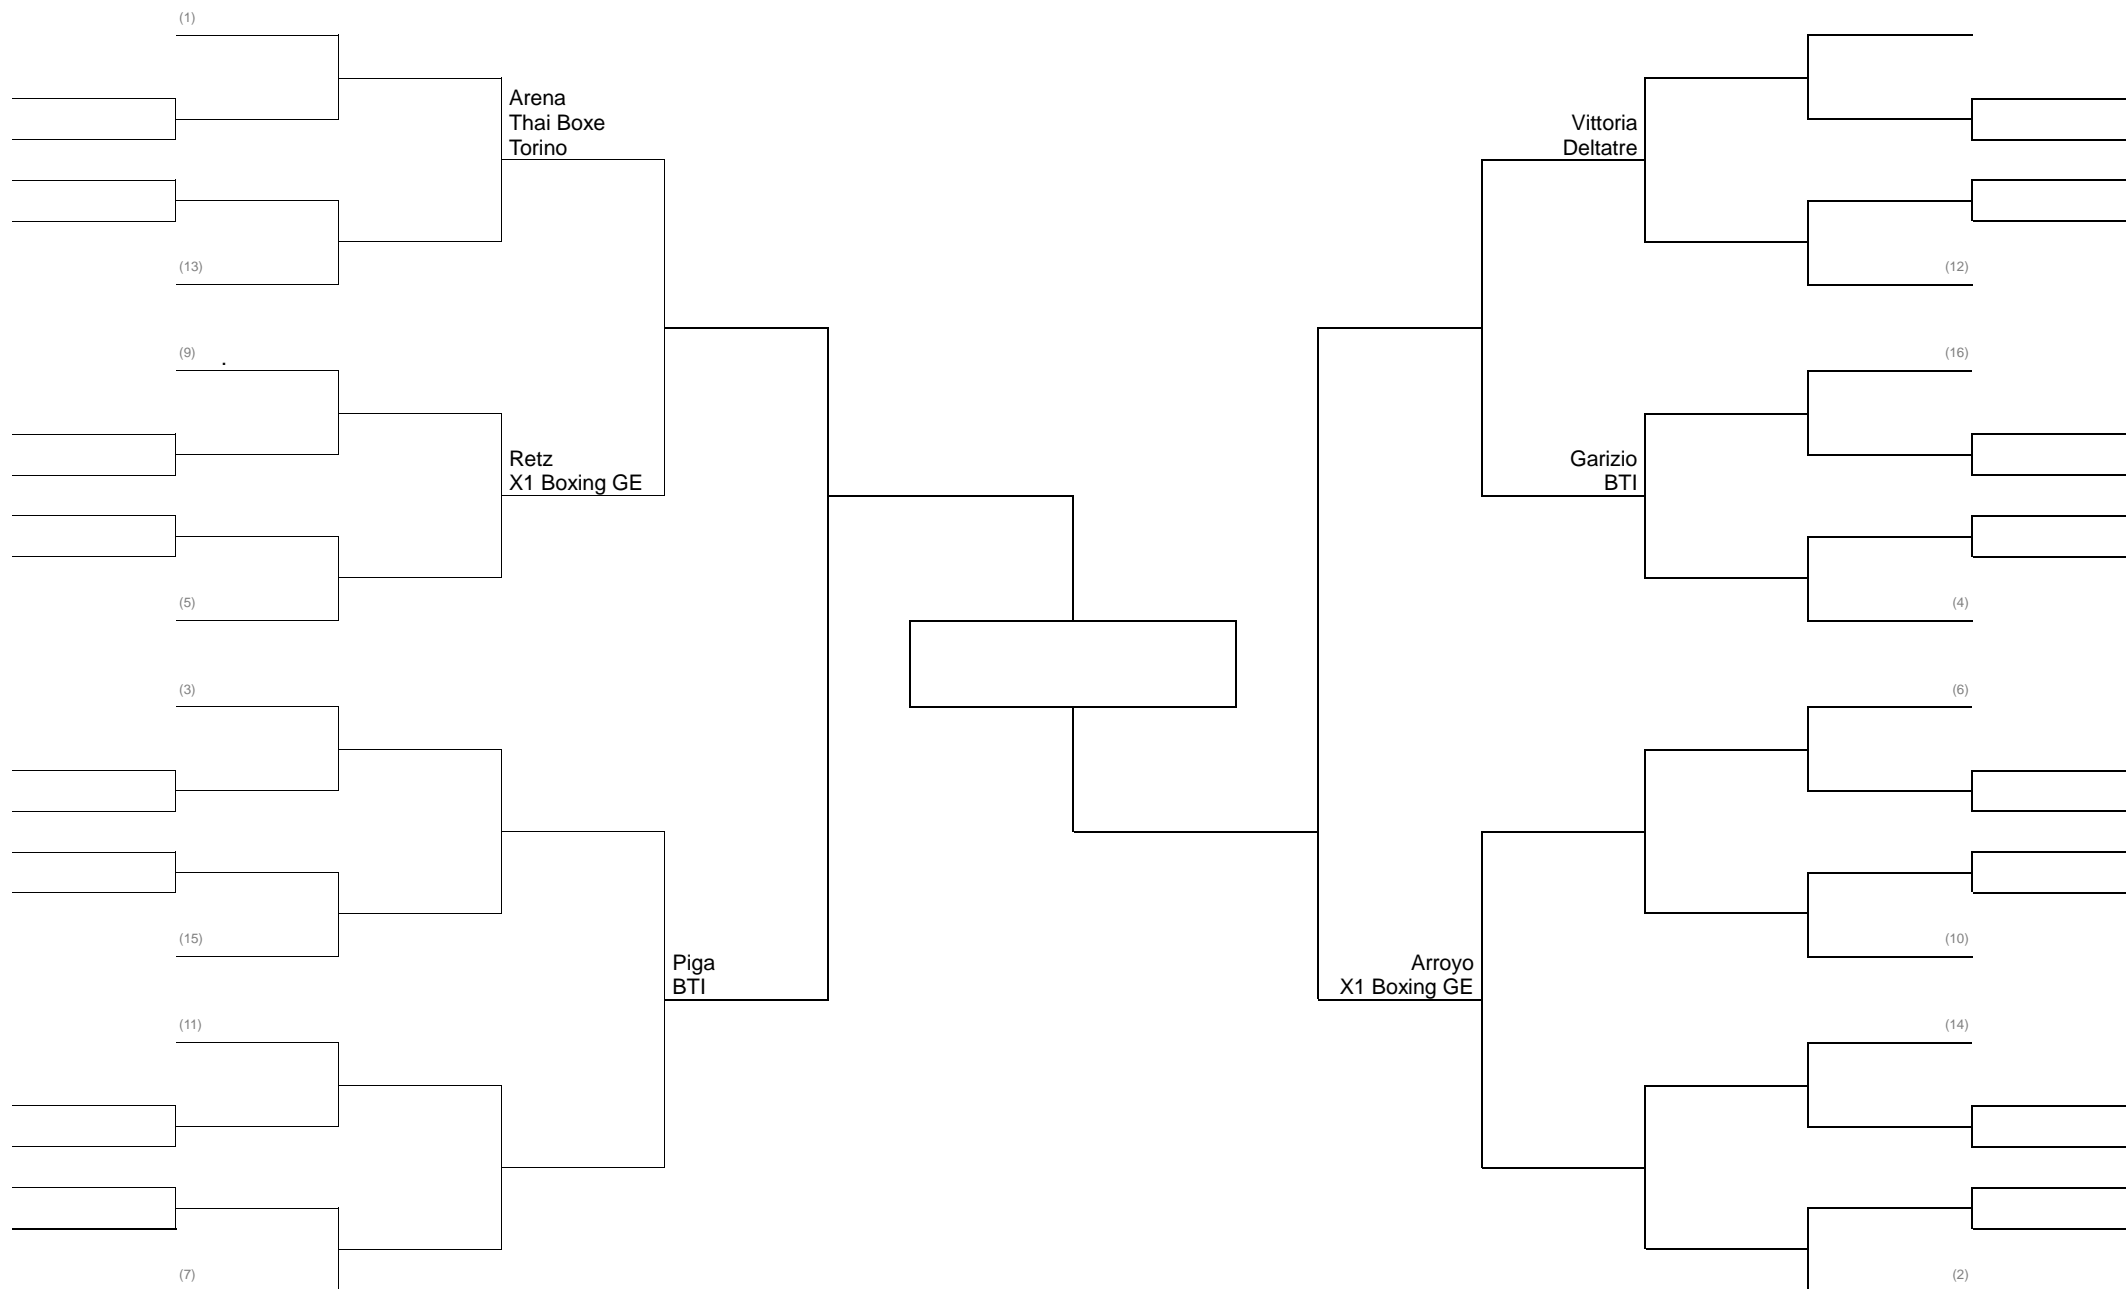 (1)
Arena
Thai Boxe
Torino
(13)
(9) .
Retz
X1 Boxing GE
(5)
(3)
(15)
Piga
BTI
(11)
(7)
Vittoria
Deltatre
(12)
(16)
Garizio
BTI
(4)
(6)
(10)
Arroyo
X1 Boxing GE
(14)
(2)